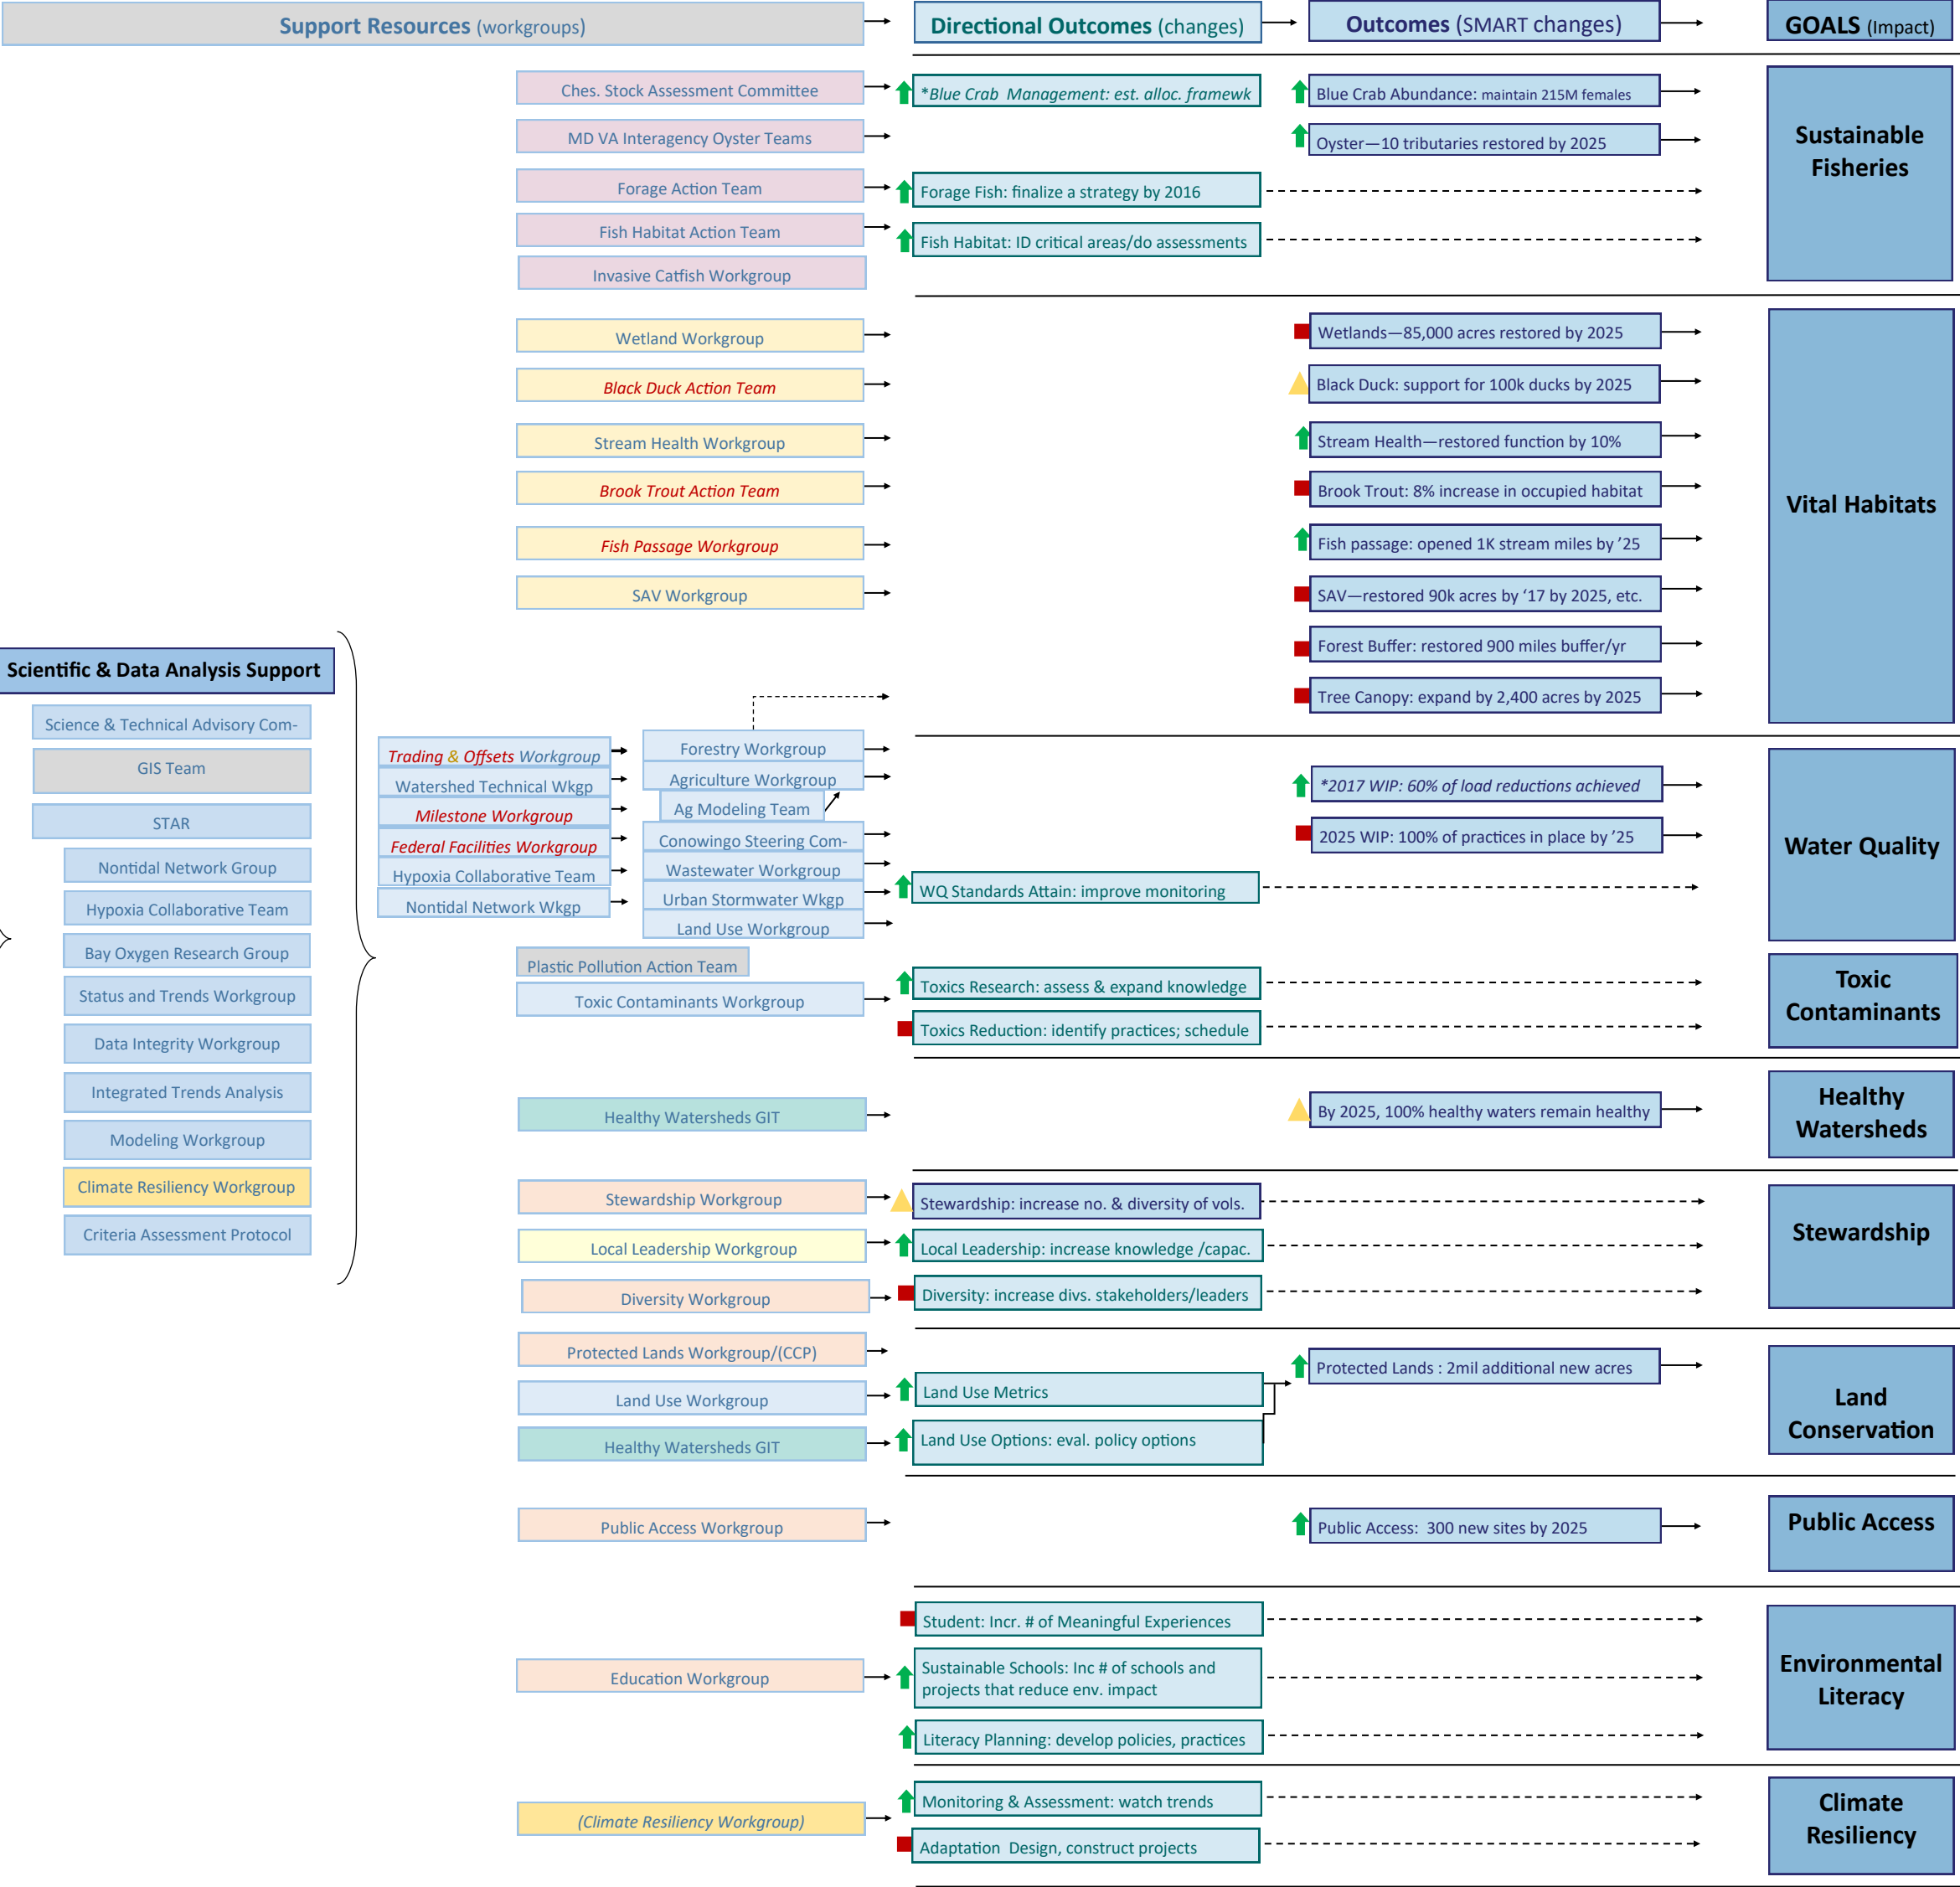 Support Resources (workgroups)
Directional Outcomes (changes)
Outcomes (SMART changes)
GOALS (Impact)
Ches. Stock Assessment Committee
*Blue Crab  Management: est. alloc. framewk
Blue Crab Abundance: maintain 215M females
MD VA Interagency Oyster Teams
Oyster—10 tributaries restored by 2025
Sustainable
Fisheries
Forage Action Team
Forage Fish: finalize a strategy by 2016
Fish Habitat Action Team
Fish Habitat: ID critical areas/do assessments
Invasive Catfish Workgroup
Wetland Workgroup
Wetlands—85,000 acres restored by 2025
Black Duck Action Team
Black Duck: support for 100k ducks by 2025
Stream Health Workgroup
Stream Health—restored function by 10%
Brook Trout Action Team
Brook Trout: 8% increase in occupied habitat
Vital Habitats
Fish Passage Workgroup
Fish passage: opened 1K stream miles by ’25
SAV Workgroup
SAV—restored 90k acres by ‘17 by 2025, etc.
Forest Buffer: restored 900 miles buffer/yr
Tree Canopy: expand by 2,400 acres by 2025
Scientific & Data Analysis Support
Science & Technical Advisory Com-
GIS Team
STAR
Nontidal Network Group
Hypoxia Collaborative Team
Bay Oxygen Research Group
Status and Trends Workgroup
Data Integrity Workgroup
Integrated Trends Analysis
Modeling Workgroup
Climate Resiliency Workgroup
Criteria Assessment Protocol
Trading & Offsets Workgroup
Watershed Technical Wkgp
Milestone Workgroup
Federal Facilities Workgroup
Hypoxia Collaborative Team
Nontidal Network Wkgp
Forestry Workgroup
Agriculture Workgroup
Ag Modeling Team
Conowingo Steering Com-
Wastewater Workgroup
Urban Stormwater Wkgp
Land Use Workgroup
*2017 WIP: 60% of load reductions achieved
2025 WIP: 100% of practices in place by ’25
WQ Standards Attain: improve monitoring
Water Quality
Plastic Pollution Action Team
Toxic Contaminants Workgroup
Toxics Research: assess & expand knowledge
Toxics Reduction: identify practices; schedule
Toxic
Contaminants
Healthy Watersheds GIT
By 2025, 100% healthy waters remain healthy
Healthy
Watersheds
Stewardship Workgroup
Stewardship: increase no. & diversity of vols.
Local Leadership Workgroup
Local Leadership: increase knowledge /capac.
Diversity Workgroup
Diversity: increase divs. stakeholders/leaders
Stewardship
Protected Lands Workgroup/(CCP)
Protected Lands : 2mil additional new acres
Land Use Workgroup
Land Use Metrics
Healthy Watersheds GIT
Land Use Options: eval. policy options
Land
Conservation
Public Access Workgroup
Public Access:  300 new sites by 2025
Public Access
Student: Incr. # of Meaningful Experiences
Education Workgroup
Sustainable Schools: Inc # of schools and
projects that reduce env. impact
Literacy Planning: develop policies, practices
Environmental
Literacy
(Climate Resiliency Workgroup)
Monitoring & Assessment: watch trends
Adaptation  Design, construct projects
Climate
Resiliency